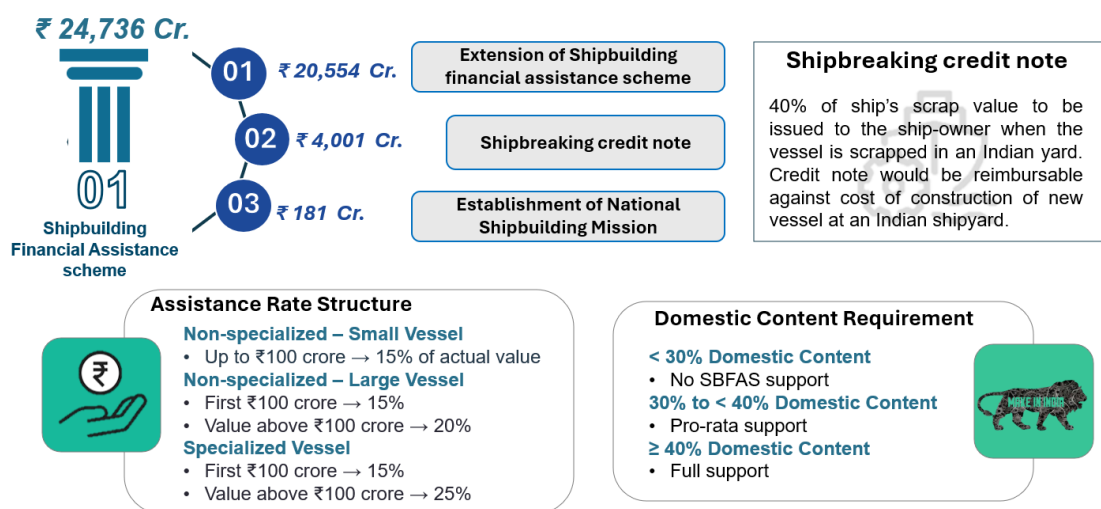 ₹ 24,736 Cr.
01
Shipbuilding
Financial Assistance
scheme
01
₹ 20,554 Cr.
Extension of Shipbuilding
financial assistance scheme
02
₹ 4,001 Cr.
Shipbreaking credit note
03
₹ 181 Cr.
Establishment of National
Shipbuilding Mission
Shipbreaking credit note
40% of ship's scrap value to be
issued to the ship-owner when the
vessel is scrapped in an Indian yard.
Credit note would be reimbursable
against cost of construction of new
vessel at an Indian shipyard.
Assistance Rate Structure
₹
Non-specialized – Small Vessel
• Up to ₹100 crore → 15% of actual value
Non-specialized – Large Vessel
• First ₹100 crore → 15%
• Value above ₹100 crore → 20%
Specialized Vessel
• First ₹100 crore → 15%
• Value above ₹100 crore → 25%
Domestic Content Requirement
< 30% Domestic Content
• No SBFAS support
30% to < 40% Domestic Content
• Pro-rata support
≥ 40% Domestic Content
• Full support
MAKE IN INDIA